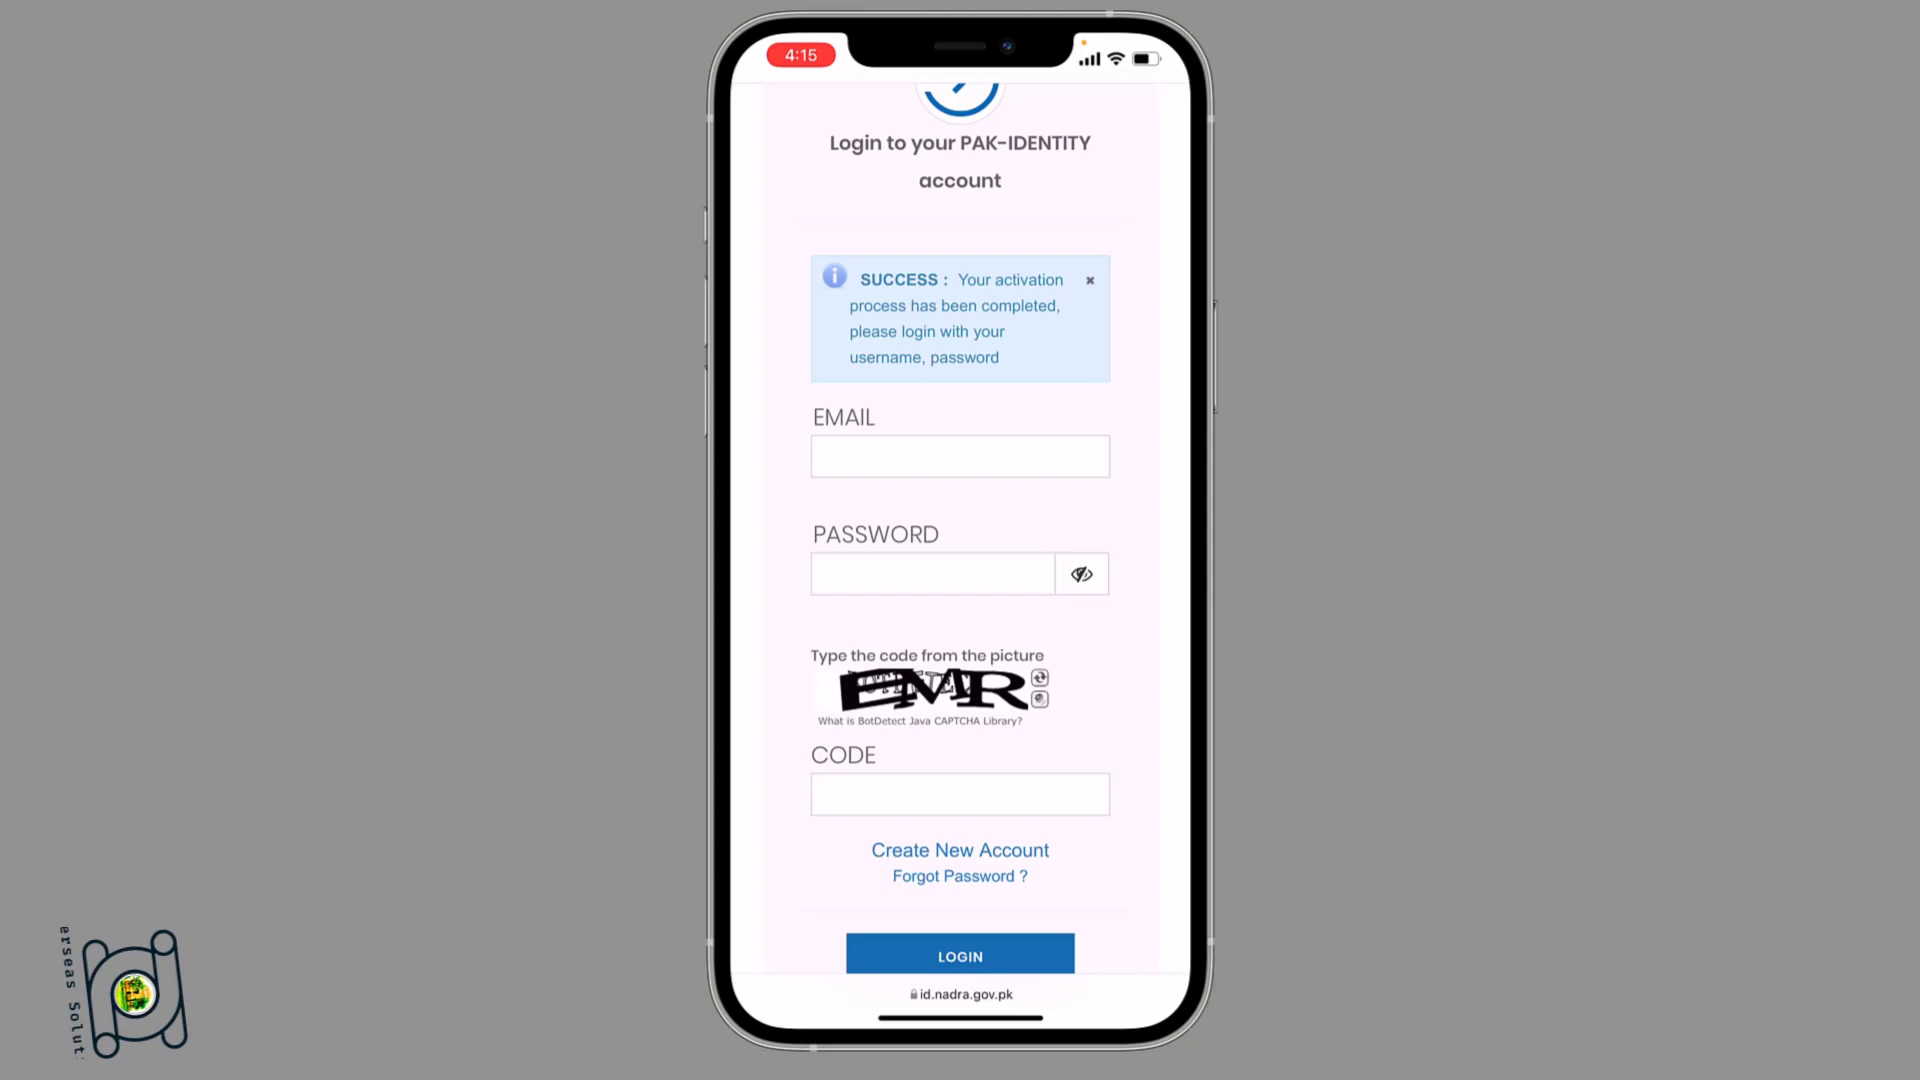 4:15
Login to your PAK-IDENTITY
account
SUCCESS : Your activation
process has been completed,
please login with your
username, password
EMAIL
PASSWORD
Type the code from the picture
EMR
What is BotDetect Java CAPTCHA Library?
CODE
Create New Account
Forgot Password ?
LOGIN
id.nadra.gov.pk
erseas Solut